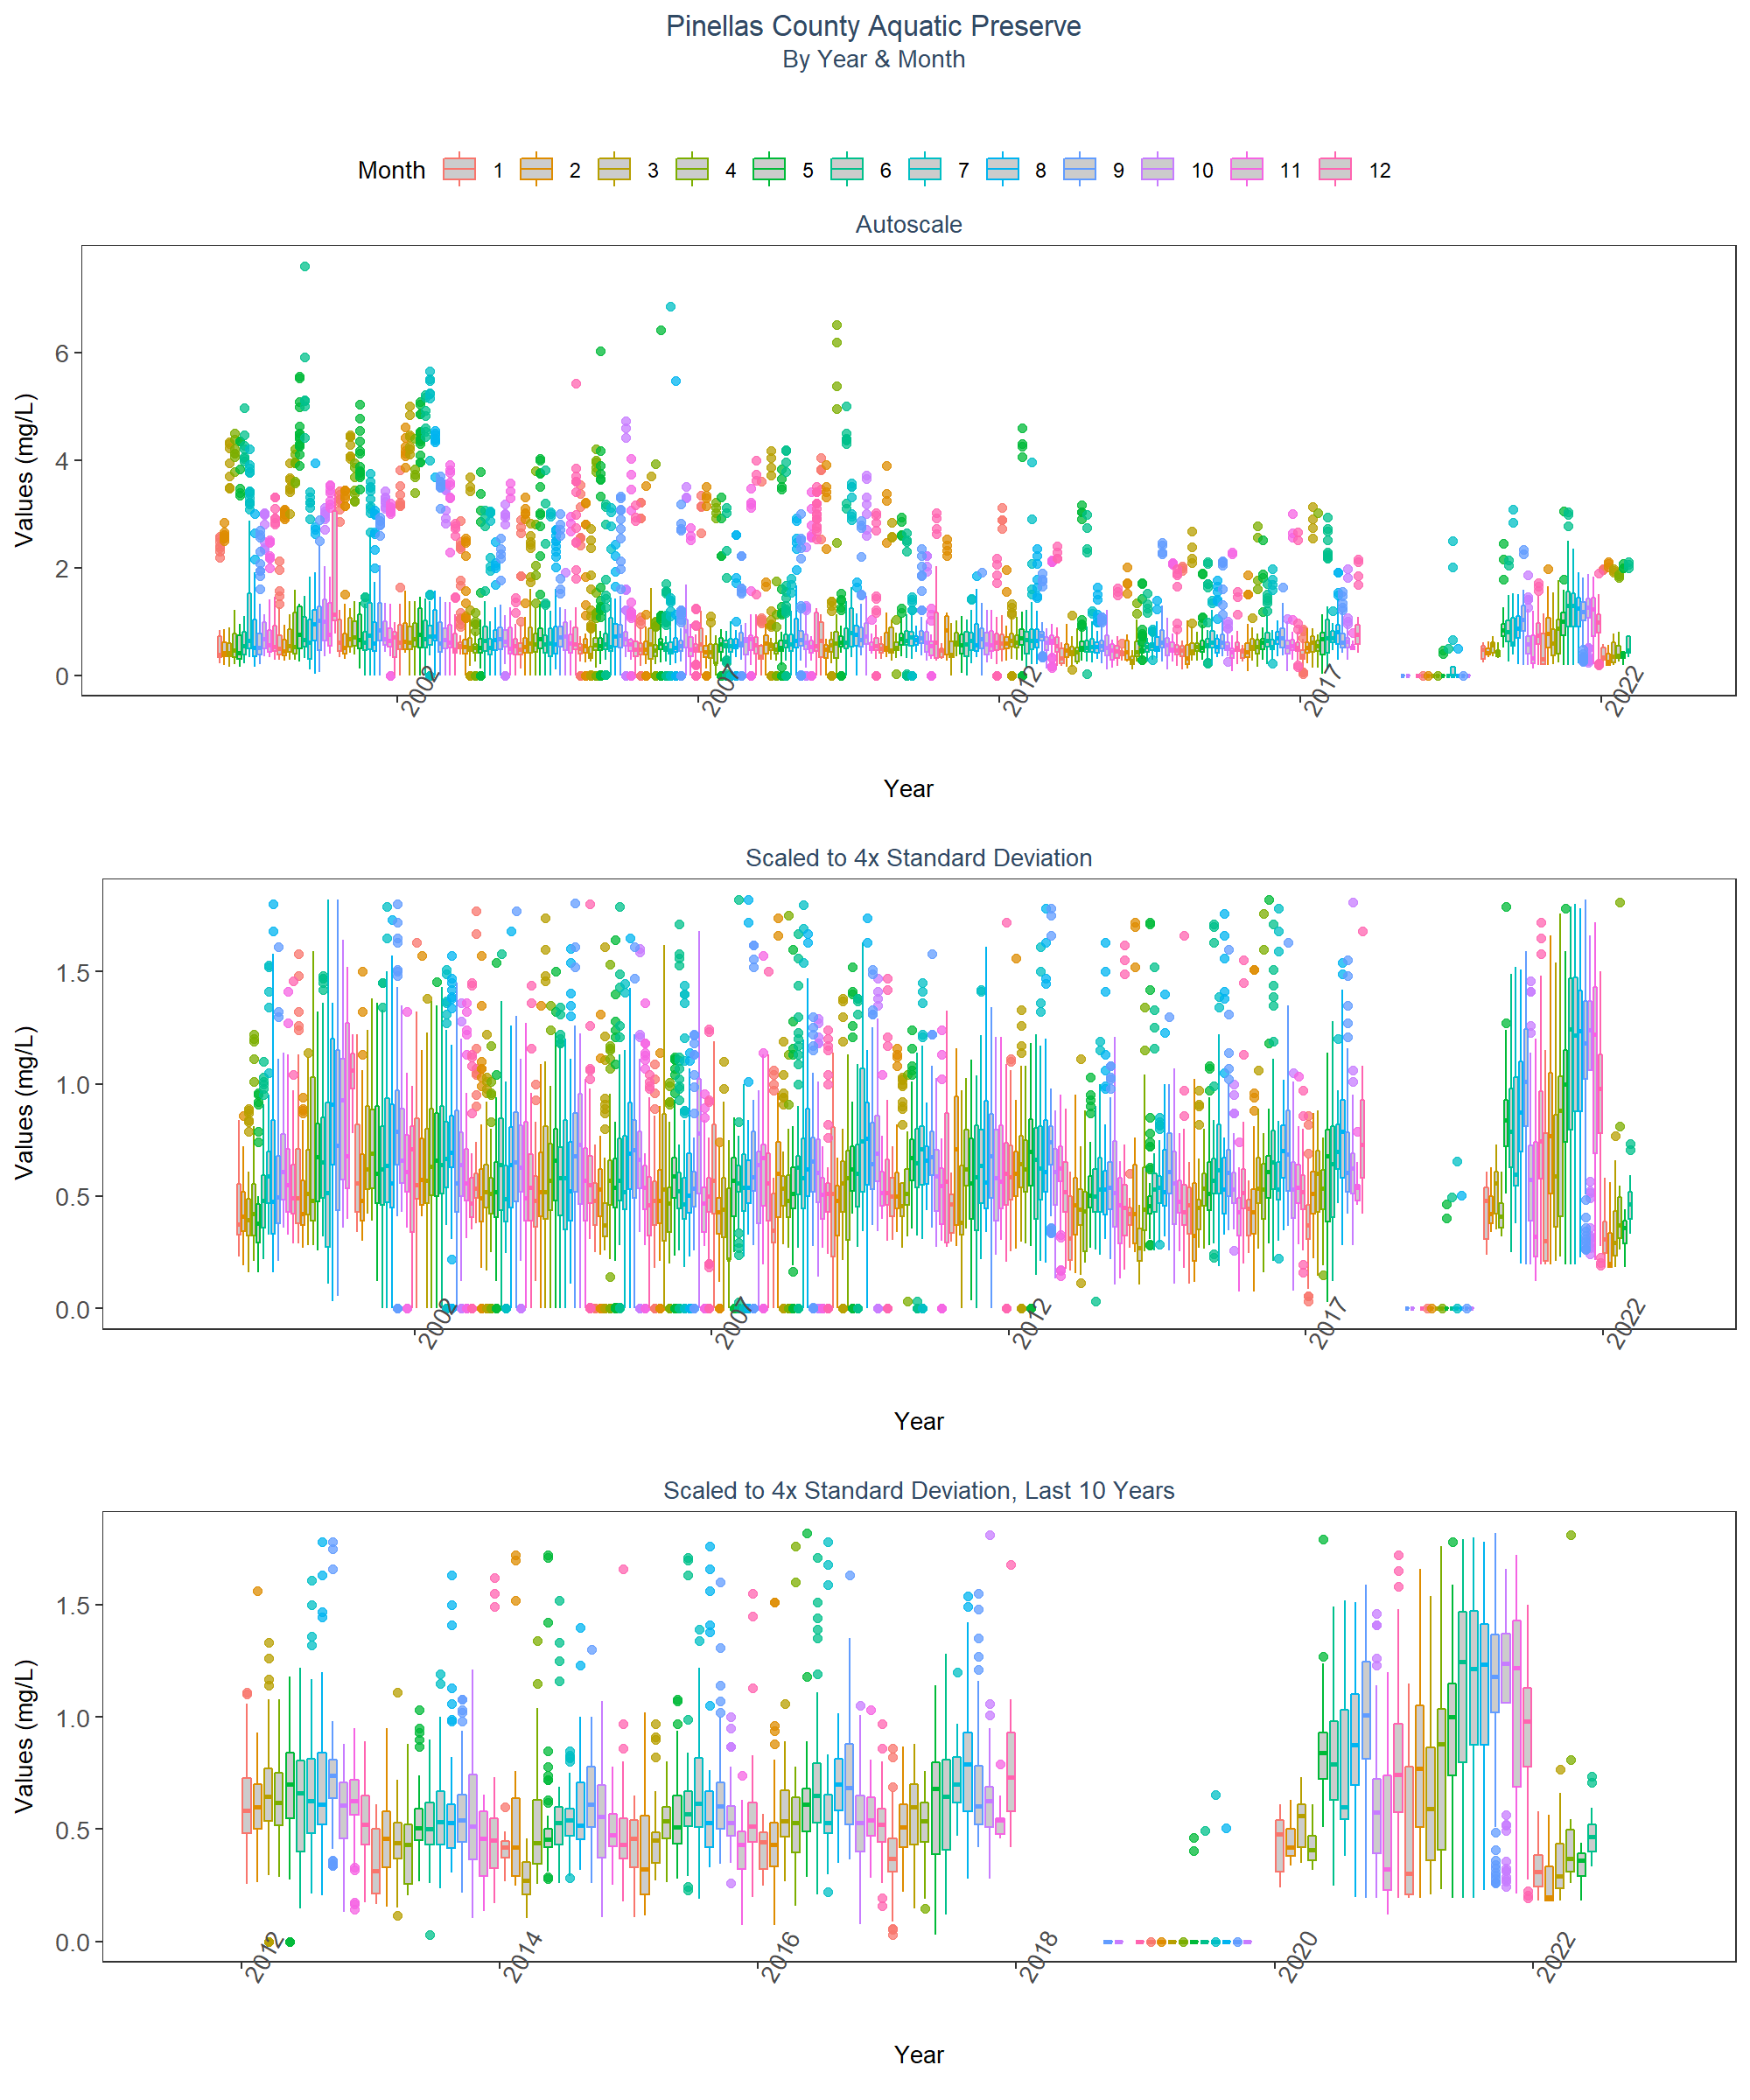 Pinellas County Aquatic Preserve
By Year & Month
Month 1 2 3 4 5 6 7 8 9 10 11 12
Autoscale
Values (mg/L)
6
4
2
0
2002 2007 2012 2017 2022
Year
Scaled to 4x Standard Deviation
Values (mg/L)
1.5
1.0
0.5
0.0
2002 2007 2012 2017 2022
Year
Scaled to 4x Standard Deviation, Last 10 Years
Values (mg/L)
1.5
1.0
0.5
0.0
2012 2014 2016 2018 2020 2022
Year